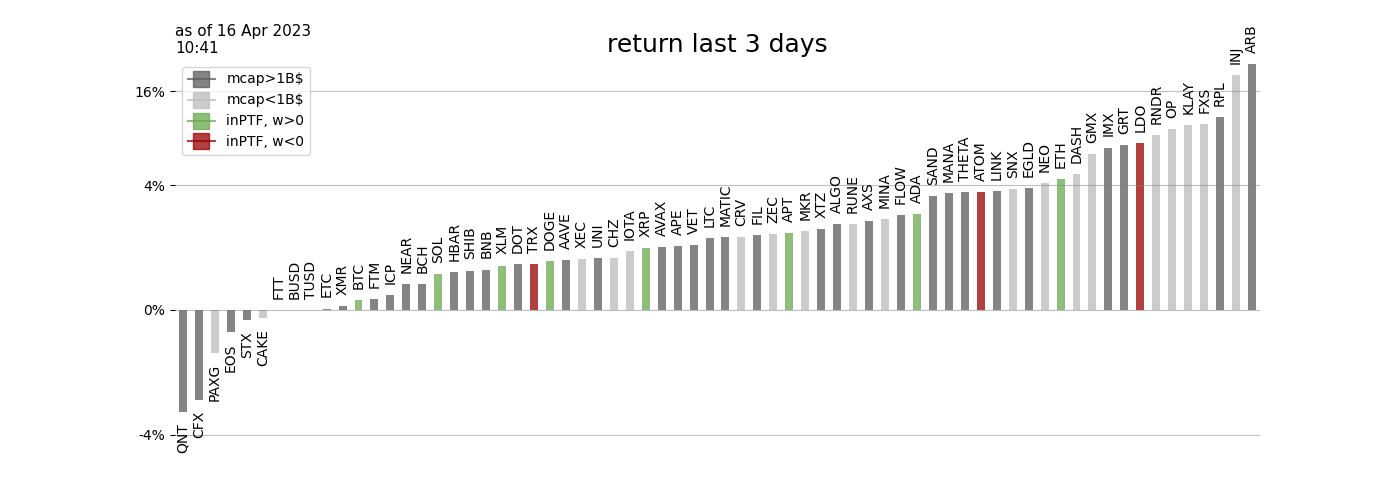 as of 16 Apr 2023
10:41
return last 3 days
mcap>1B$
mcap<1B$
inPTF, w>0
inPTF, w<0
16%
4%
0%
-4%
QNT
CFX
PAXG
EOS
STX
CAKE
FTT
BUSD
TUSD
ETC
XMR
BTC
FTM
ICP
NEAR
BCH
SOL
HBAR
SHIB
BNB
XLM
DOT
TRX
DOGE
AAVE
XEC
UNI
CHZ
IOTA
XRP
AVAX
APE
VET
LTC
MATIC
CRV
FIL
ZEC
APT
MKR
XTZ
ALGO
RUNE
AXS
MINA
FLOW
ADA
SAND
MANA
THETA
ATOM
LINK
SNX
EGLD
NEO
ETH
DASH
GMX
IMX
GRT
LDO
RNDR
OP
KLAY
FXS
RPL
INJ
ARB